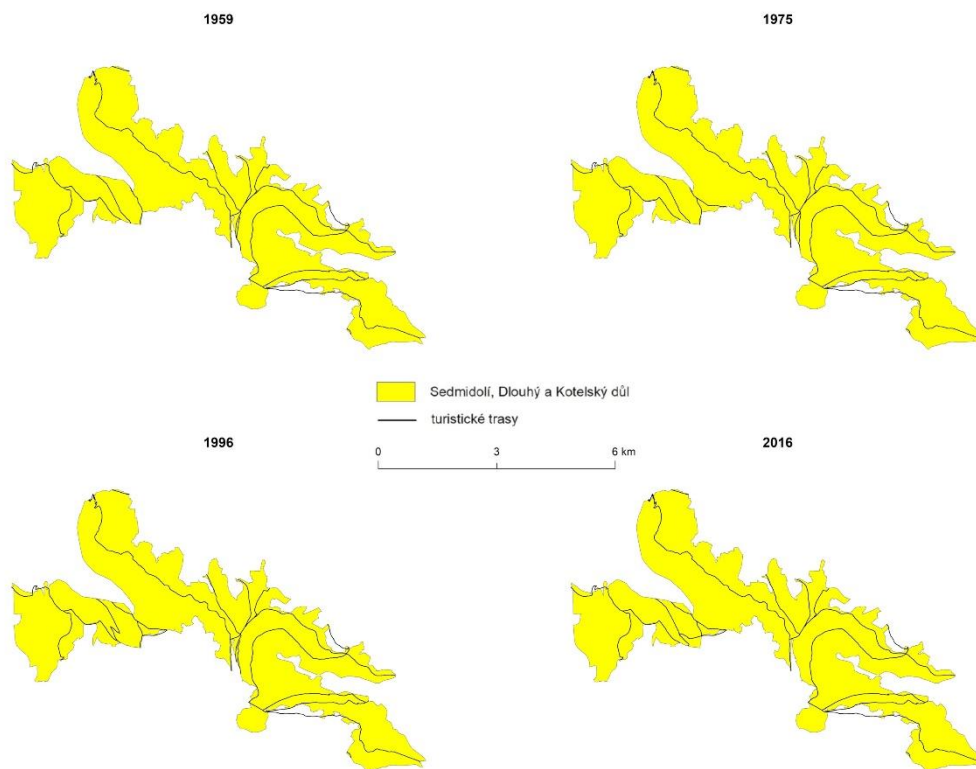 1959
1975
Sedmidolí, Dlouhý a Kotelský důl
turistické trasy
1996
2016
0
3
6 km